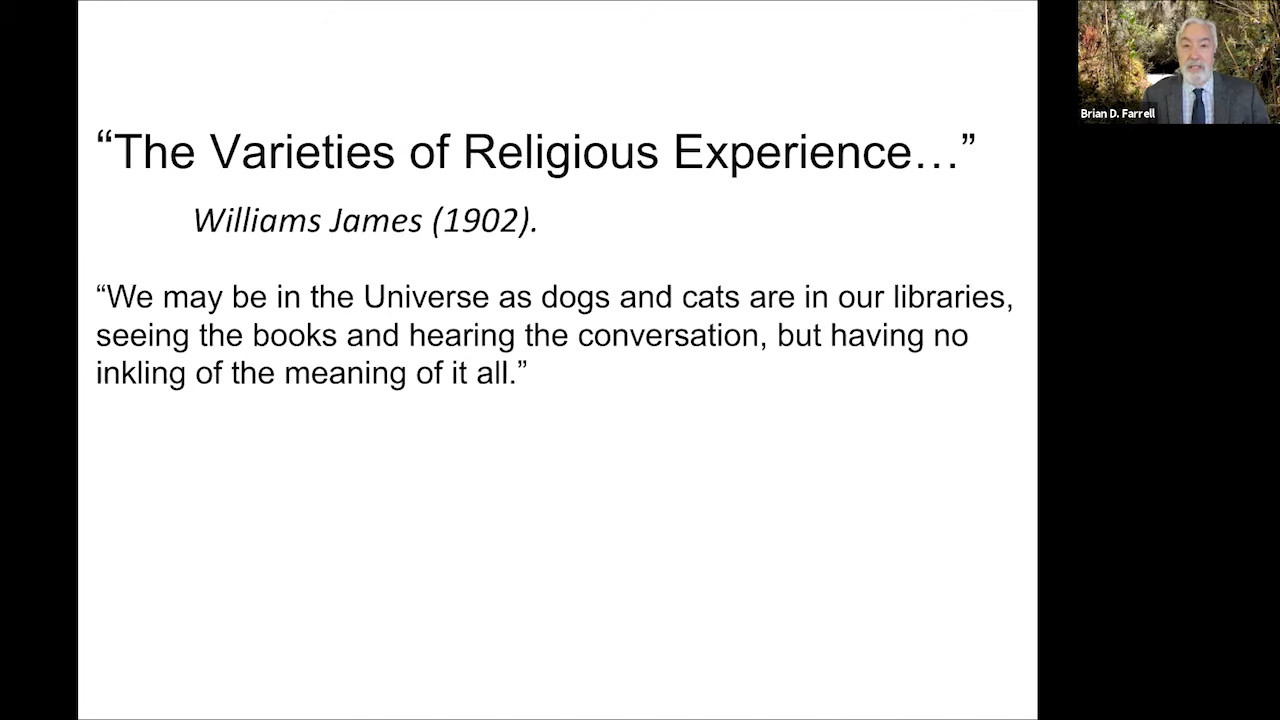 “The Varieties of Religious Experience…”
Williams James (1902).
“We may be in the Universe as dogs and cats are in our libraries,
seeing the books and hearing the conversation, but having no
inkling of the meaning of it all.”
Brian D. Farrell